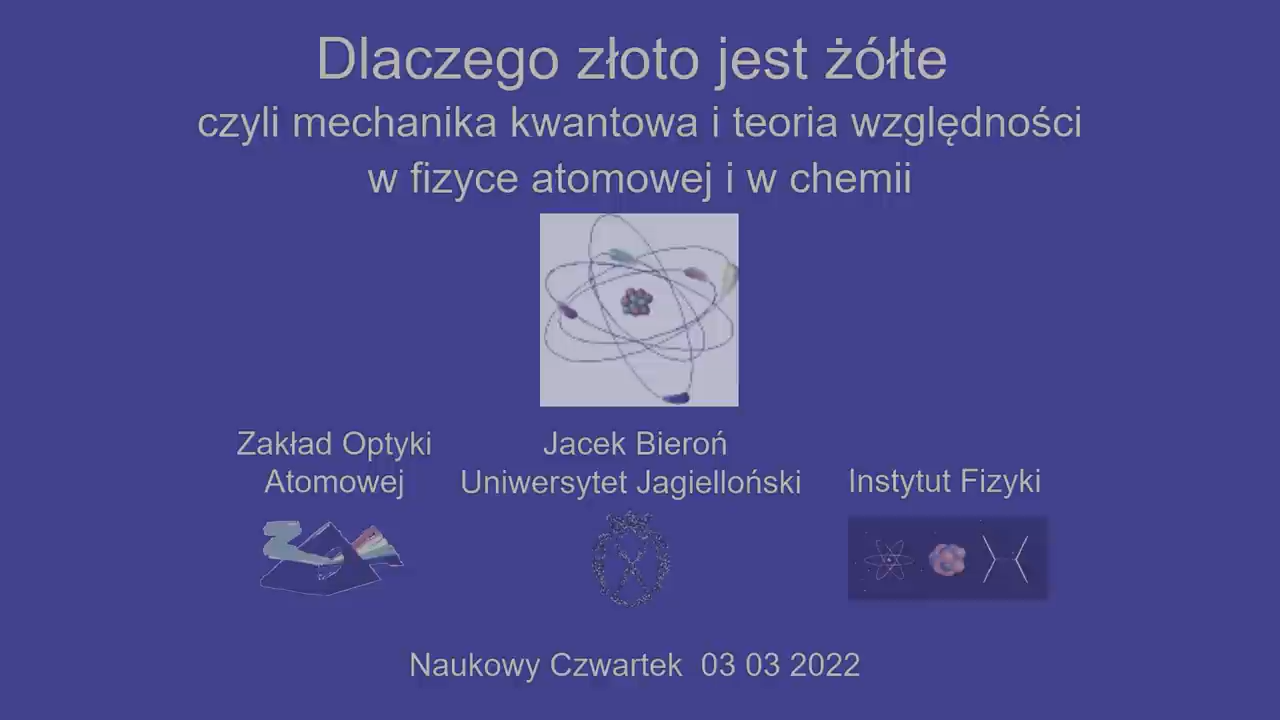 Dlaczego złoto jest żółte
czyli mechanika kwantowa i teoria względności
w fizyce atomowej i w chemii
Zakład Optyki
Atomowej
Jacek Bieroń
Uniwersytet Jagielloński
Instytut Fizyki
Naukowy Czwartek 03 03 2022